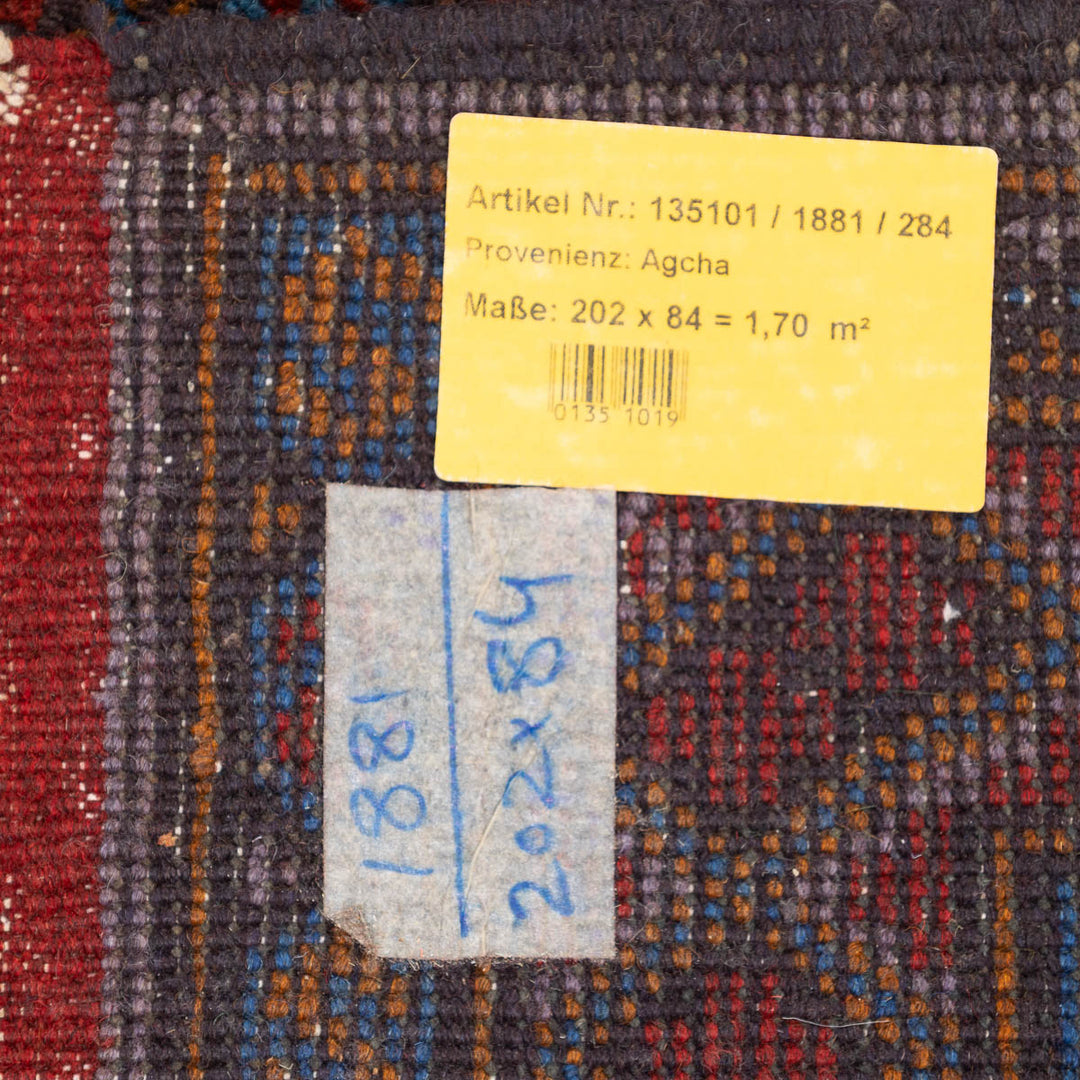 Artikel Nr.: 135101 / 1881 / 284
Provenienz: Agcha
Maße: 202 x 84 = 1,70 m²
0135 1019
1881
202x84